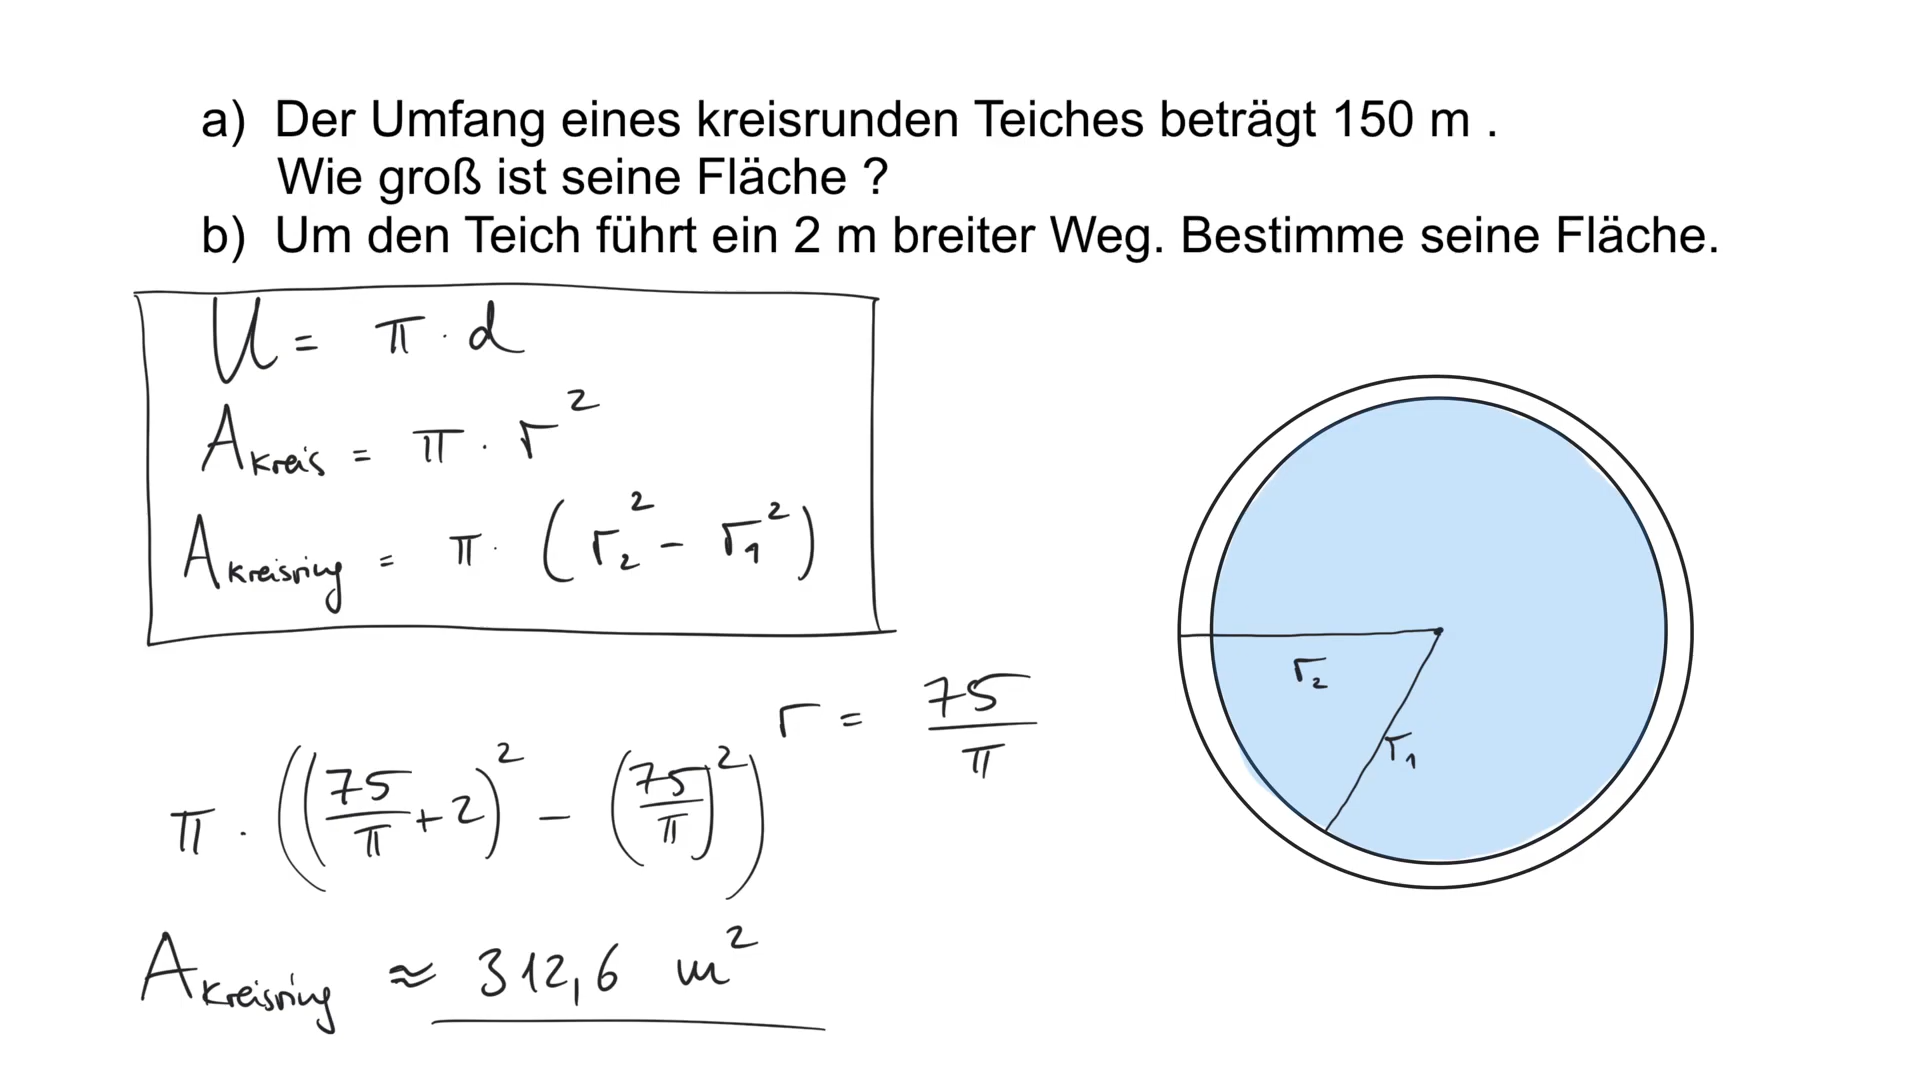 a) Der Umfang eines kreisrunden Teiches beträgt 150 m .
Wie groß ist seine Fläche ?
b) Um den Teich führt ein 2 m breiter Weg. Bestimme seine Fläche.
U = π · d
A_Kreis = π · r²
A_Kreisring = π · (r₂² - r₁²)
r = 75/π
π · ((75/π + 2)² - (75/π)²)
A_Kreisring ≈ 312,6 m²
r₂
r₁